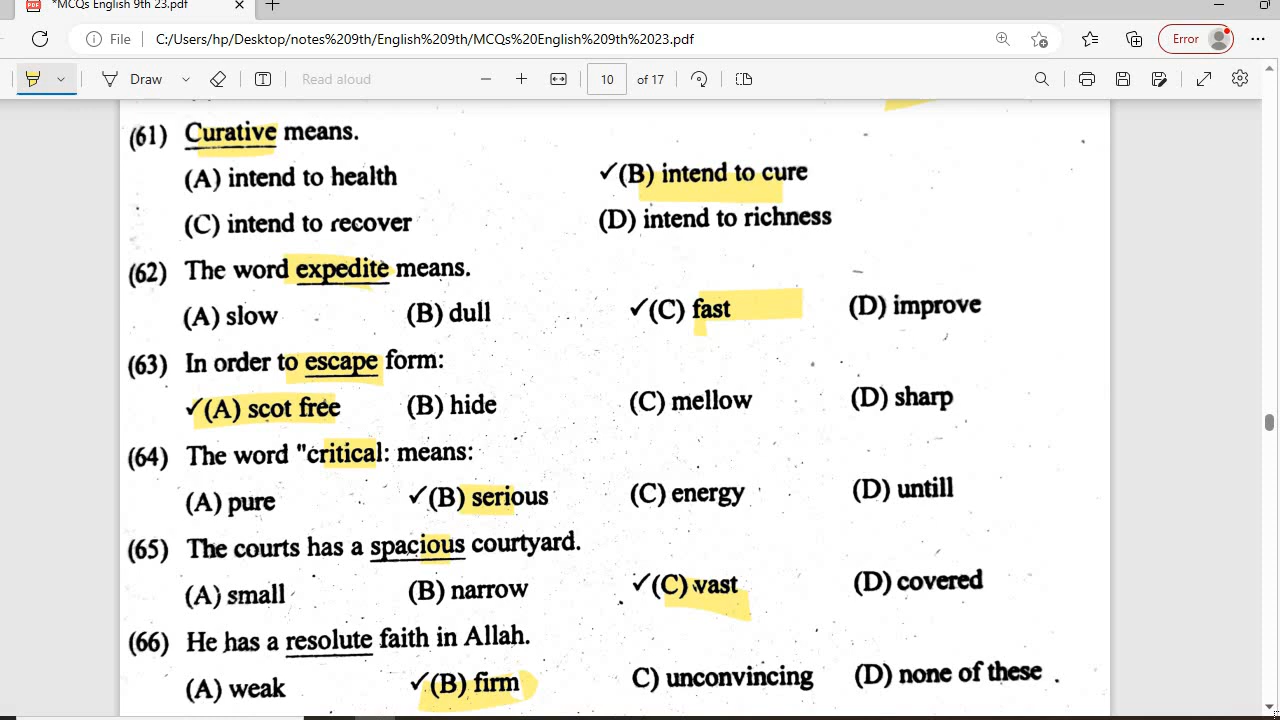 *MCQs English 9th 23.pdf
File C:/Users/hp/Desktop/notes%209th/English%209th/MCQs%20English%209th%2023.pdf Error
Draw Read aloud 10 of 17
(61) Curative means.
(A) intend to health ✓(B) intend to cure
(C) intend to recover (D) intend to richness
(62) The word expedite means.
(A) slow (B) dull ✓(C) fast (D) improve
(63) In order to escape form:
✓(A) scot free (B) hide (C) mellow (D) sharp
(64) The word "critical: means:
(A) pure ✓(B) serious (C) energy (D) untill
(65) The courts has a spacious courtyard.
(A) small (B) narrow ✓(C) vast (D) covered
(66) He has a resolute faith in Allah.
(A) weak ✓(B) firm C) unconvincing (D) none of these .